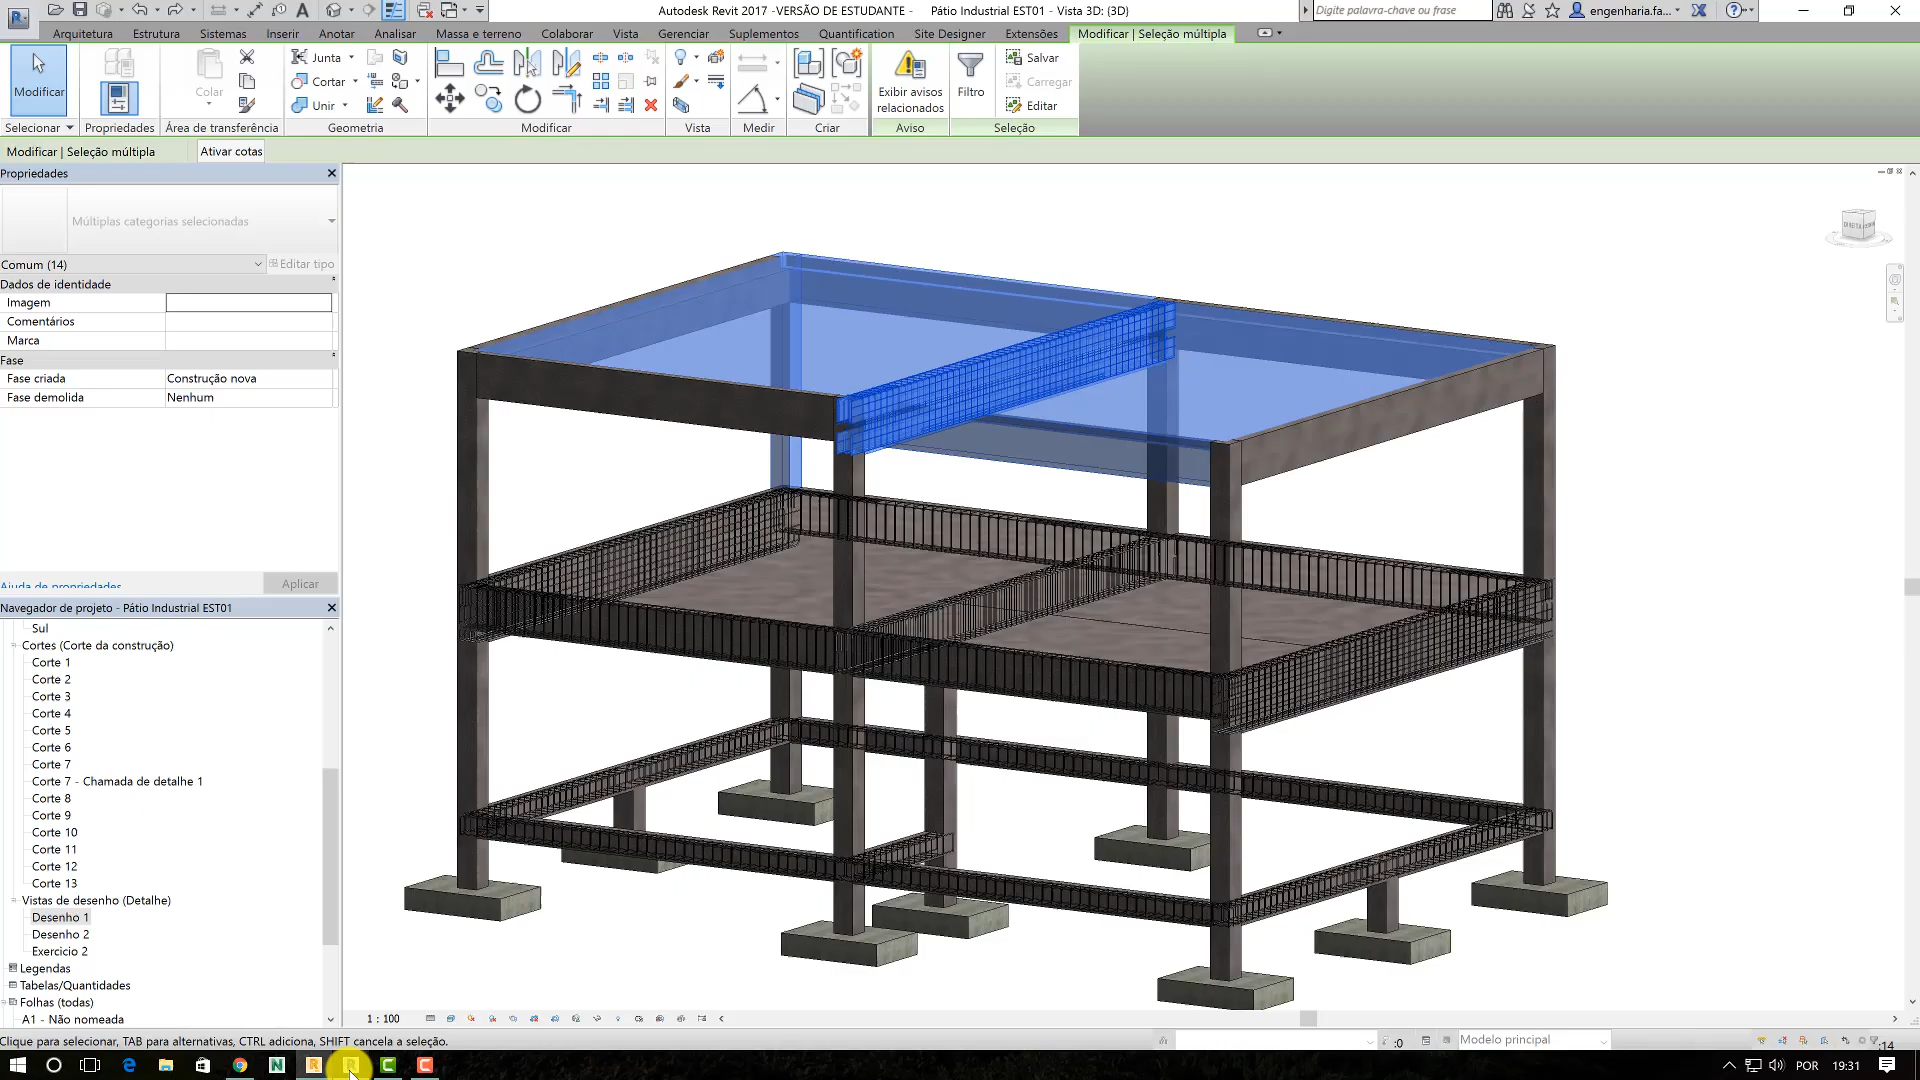 Autodesk Revit 2017 -VERSÃO DE ESTUDANTE - Pátio Industrial EST01 - Vista 3D: {3D}
Digite palavra-chave ou frase
engenharia.fa...
Arquitetura Estrutura Sistemas Inserir Anotar Analisar Massa e terreno Colaborar Vista Gerenciar Suplementos Quantification Site Designer Extensões Modificar | Seleção múltipla
Modificar
Colar
Junta
Cortar
Unir
Exibir avisos relacionados
Filtro
Salvar
Carregar
Editar
Selecionar Propriedades Área de transferência Geometria Modificar Vista Medir Criar Aviso Seleção
Modificar | Seleção múltipla Ativar cotas
Propriedades
Múltiplas categorias selecionadas
Comum (14) Editar tipo
Dados de identidade
Imagem
Comentários
Marca
Fase
Fase criada Construção nova
Fase demolida Nenhum
Ajuda de propriedades Aplicar
Navegador de projeto - Pátio Industrial EST01
Sul
Cortes (Corte da construção)
Corte 1
Corte 2
Corte 3
Corte 4
Corte 5
Corte 6
Corte 7
Corte 7 - Chamada de detalhe 1
Corte 8
Corte 9
Corte 10
Corte 11
Corte 12
Corte 13
Vistas de desenho (Detalhe)
Desenho 1
Desenho 2
Exercicio 2
Legendas
Tabelas/Quantidades
Folhas (todas)
A1 - Não nomeada
1 : 100
Clique para selecionar, TAB para alternativas, CTRL adiciona, SHIFT cancela a seleção.
:0
Modelo principal
:14
POR 19:31